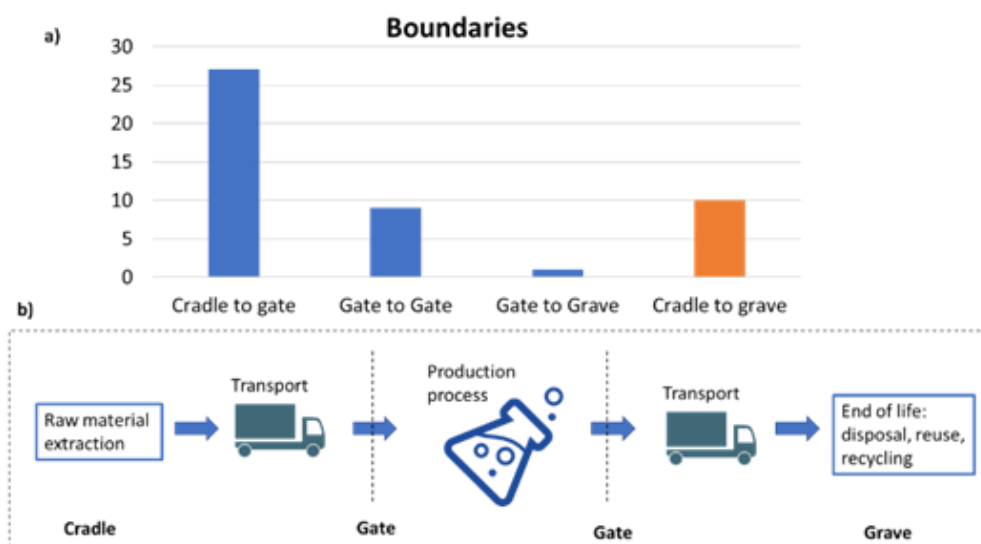 a)
Boundaries
30
25
20
15
10
5
0
Cradle to gate
Gate to Gate
Gate to Grave
Cradle to grave
b)
Raw material
extraction
Transport
Production
process
Transport
End of life:
disposal, reuse,
recycling
Cradle
Gate
Gate
Grave